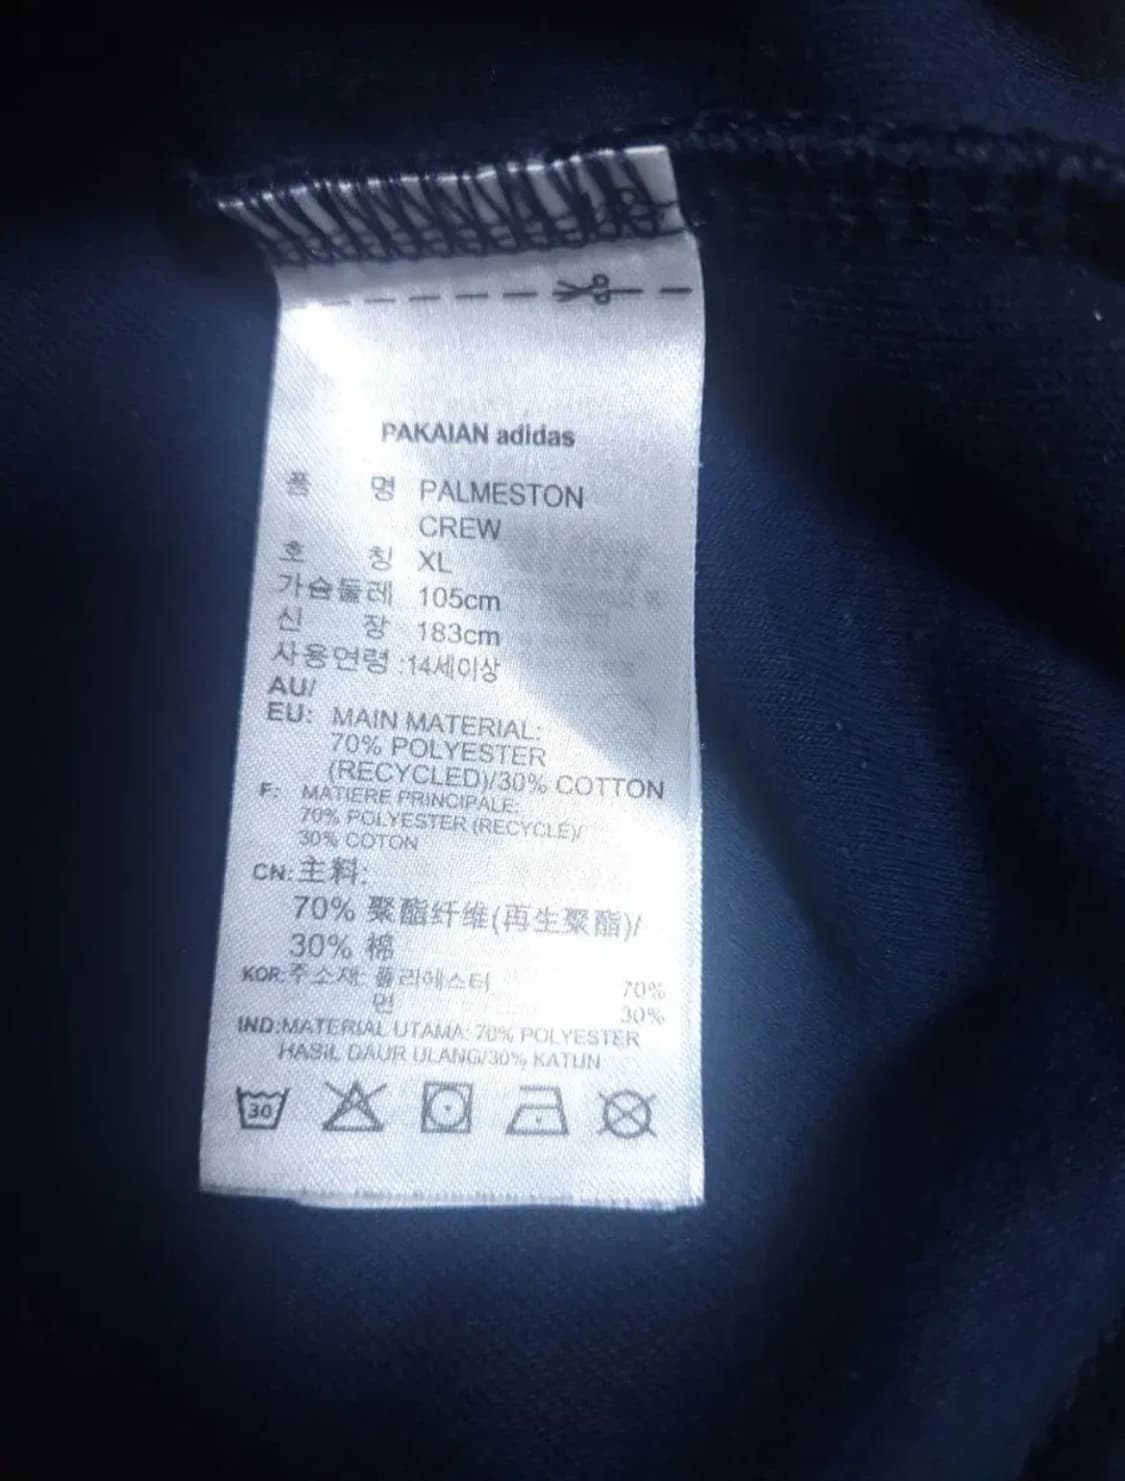 PAKAIAN adidas
품 명 PALMESTON
CREW
호 칭 XL
가슴둘레 105cm
신 장 183cm
사용연령 :14세이상
AU/
EU: MAIN MATERIAL:
70% POLYESTER
(RECYCLED)/30% COTTON
F: MATIERE PRINCIPALE:
70% POLYESTER (RECYCLÉ)/
30% COTON
CN:主料:
70% 聚酯纤维(再生聚酯)/
30% 棉
KOR:주소재: 폴리에스터 70%
면 30%
IND:MATERIAL UTAMA: 70% POLYESTER
HASIL DAUR ULANG/30% KATUN
30